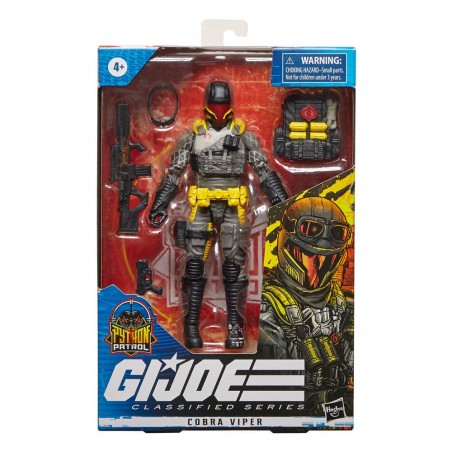 4+
WARNING:
CHOKING HAZARD-Small parts.
Not for children under 3 years.
PYTHON
PATROL
G.I.JOE
CLASSIFIED SERIES
COBRA VIPER
Hasbro